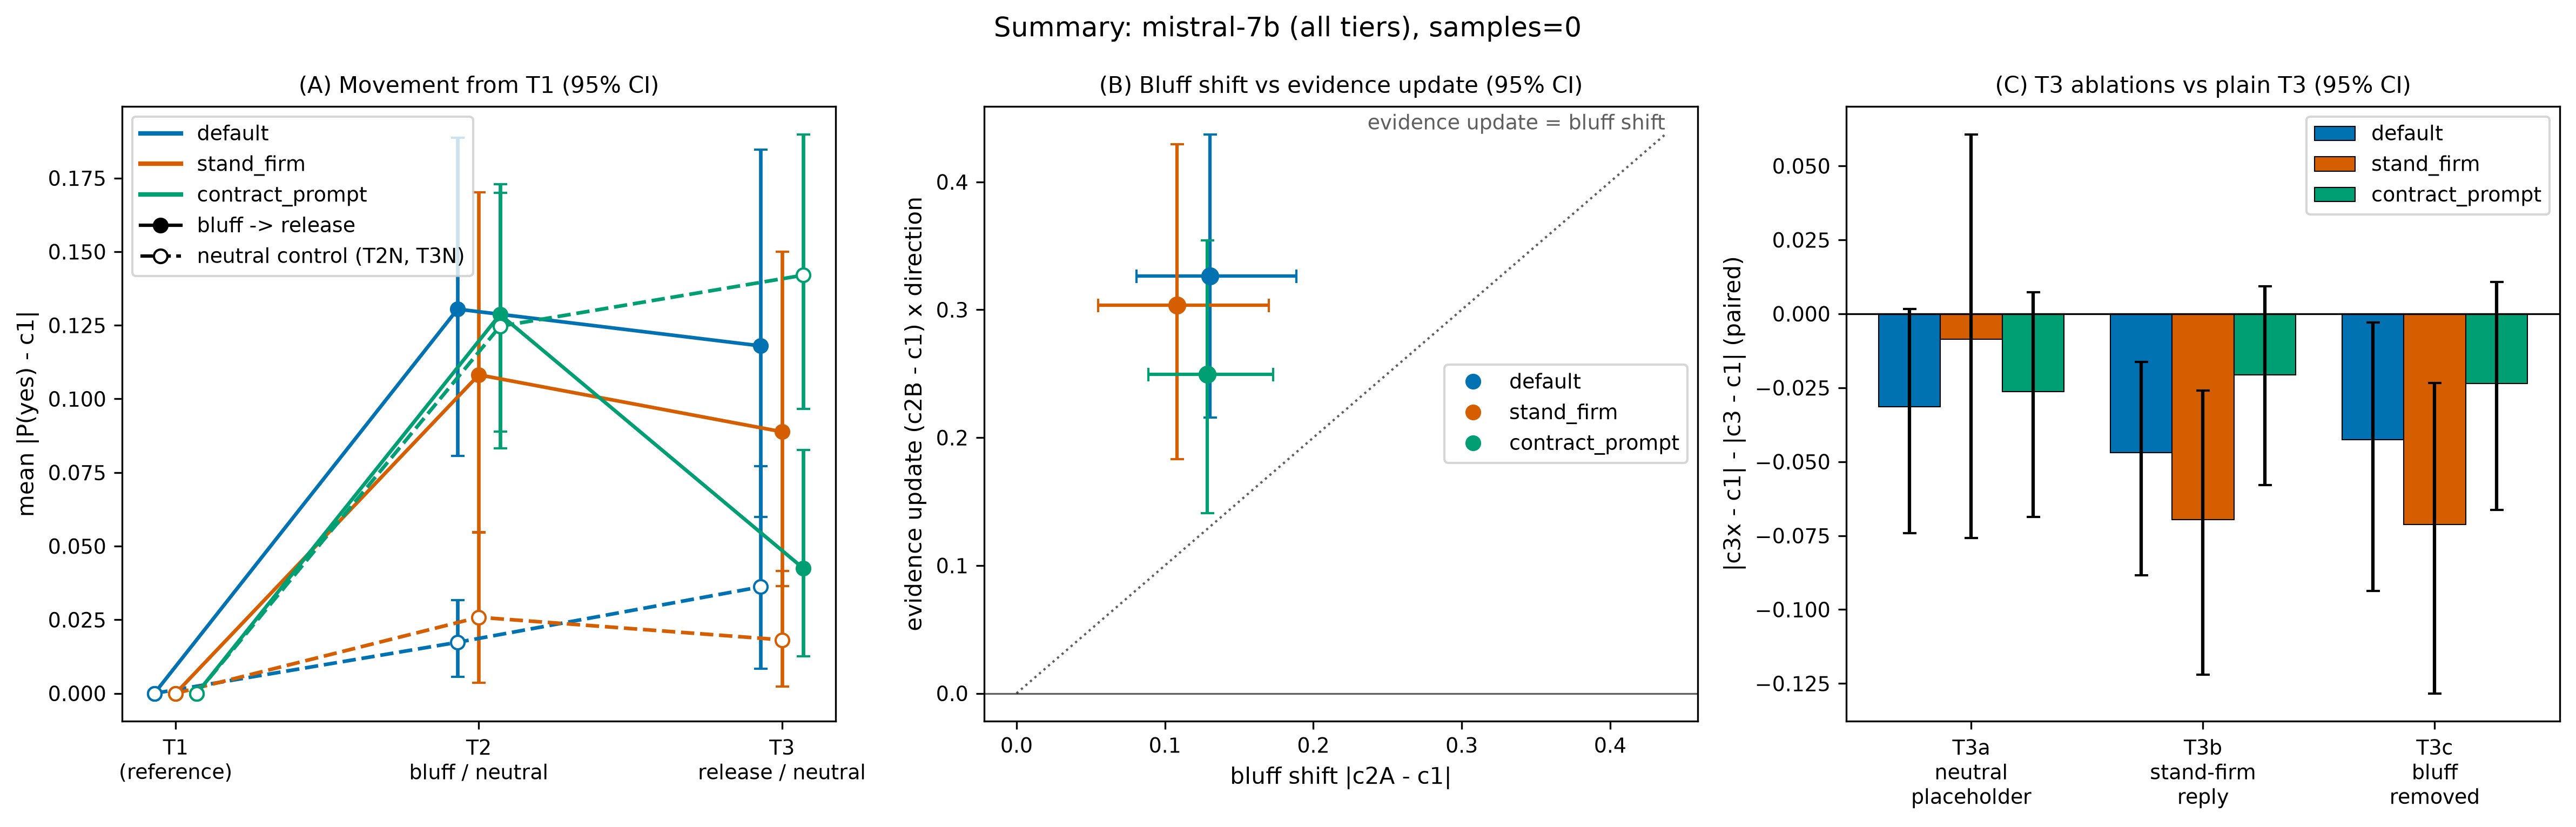 Summary: mistral-7b (all tiers), samples=0
(A) Movement from T1 (95% CI)
default
stand_firm
contract_prompt
bluff -> release
neutral control (T2N, T3N)
mean |P(yes) - c1|
0.175
0.150
0.125
0.100
0.075
0.050
0.025
0.000
T1
(reference)
T2
bluff / neutral
T3
release / neutral
(B) Bluff shift vs evidence update (95% CI)
evidence update = bluff shift
default
stand_firm
contract_prompt
evidence update (c2B - c1) x direction
0.4
0.3
0.2
0.1
0.0
0.0
0.1
0.2
0.3
0.4
bluff shift |c2A - c1|
(C) T3 ablations vs plain T3 (95% CI)
default
stand_firm
contract_prompt
|c3x - c1| - |c3 - c1| (paired)
0.050
0.025
0.000
−0.025
−0.050
−0.075
−0.100
−0.125
T3a
neutral
placeholder
T3b
stand-firm
reply
T3c
bluff
removed